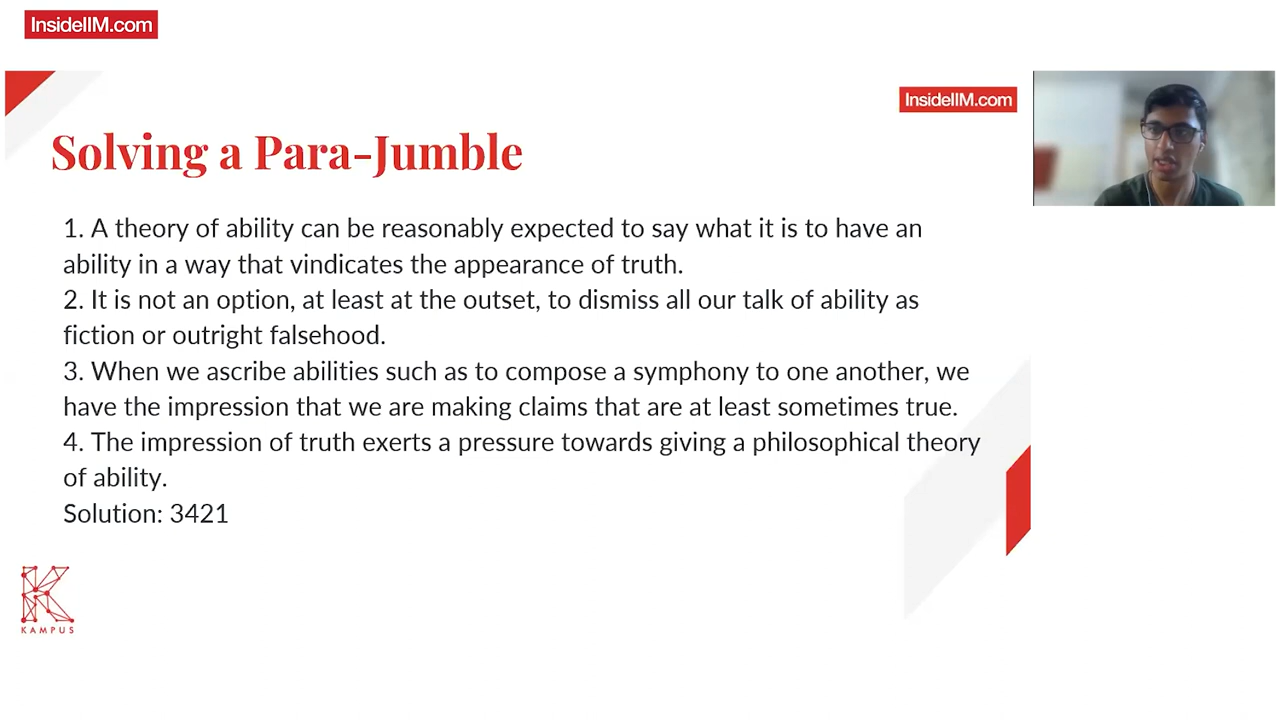 InsideIIM.com
InsideIIM.com
Solving a Para-Jumble
1. A theory of ability can be reasonably expected to say what it is to have an
ability in a way that vindicates the appearance of truth.
2. It is not an option, at least at the outset, to dismiss all our talk of ability as
fiction or outright falsehood.
3. When we ascribe abilities such as to compose a symphony to one another, we
have the impression that we are making claims that are at least sometimes true.
4. The impression of truth exerts a pressure towards giving a philosophical theory
of ability.
Solution: 3421
KAMPUS